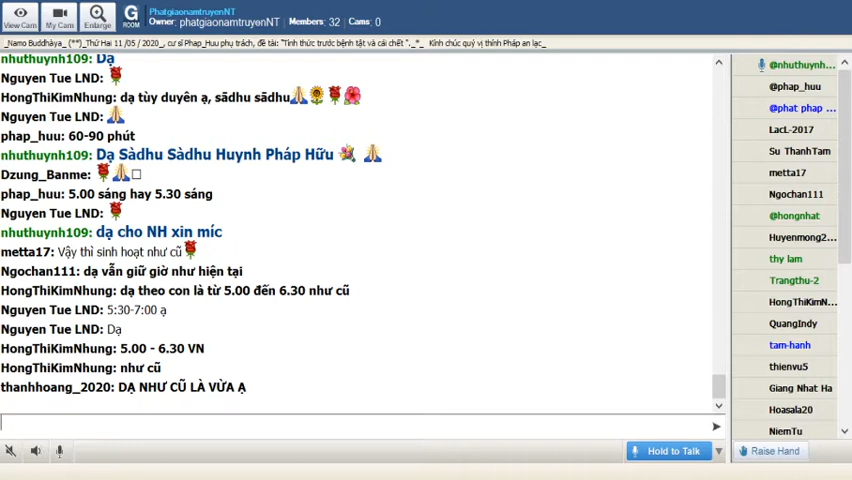 View Cam
My Cam
Enlarge
G
ROOM
PhatgiaonamtruyenNT
Owner: phatgiaonamtruyenNT Members: 32 Cams: 0
_Namo Buddhàya_ (**)_Thứ Hai 11 /05 / 2020_, cư sĩ Phap_Huu phụ trách, đề tài: "Tỉnh thức trước bệnh tật và cái chết "._*_ Kính chúc quý vị thính Pháp an lạc_
nhuthuynh109: Dạ
Nguyen Tue LND:
HongThiKimNhung: dạ tùy duyên ạ, sādhu sādhu
Nguyen Tue LND:
phap_huu: 60-90 phút
nhuthuynh109: Dạ Sàdhu Sàdhu Huynh Pháp Hữu
Dzung_Banme:
phap_huu: 5.00 sáng hay 5.30 sáng
Nguyen Tue LND:
nhuthuynh109: dạ cho NH xin míc
metta17: Vậy thì sinh hoạt như cũ
Ngochan111: dạ vẫn giữ giờ như hiện tại
HongThiKimNhung: dạ theo con là từ 5.00 đến 6.30 như cũ
Nguyen Tue LND: 5:30-7:00 ạ
Nguyen Tue LND: Dạ
HongThiKimNhung: 5.00 - 6.30 VN
HongThiKimNhung: như cũ
thanhhoang_2020: DẠ NHƯ CŨ LÀ VỪA Ạ
Hold to Talk
@nhuthuynh...
@phap_huu
@phat phap ...
LacL-2017
Su ThanhTam
metta17
Ngochan111
@hongnhat
Huyenmong2...
thy lam
Trangthu-2
HongThiKimN...
QuangIndy
tam-hanh
thienvu5
Giang Nhat Ha
Hoasala20
NiemTu
Raise Hand